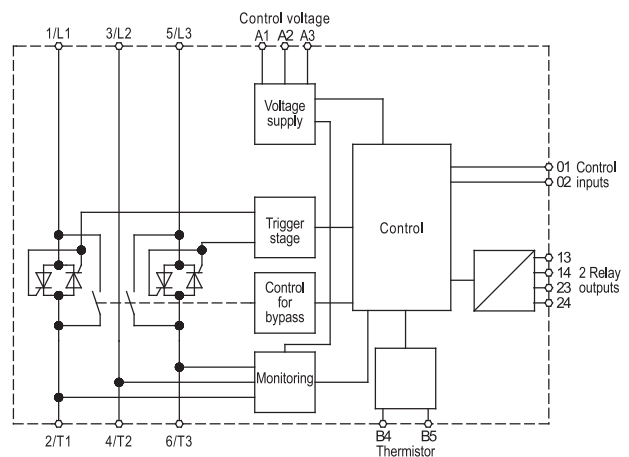 Control voltage
1/L1 3/L2 5/L3 A1 A2 A3
Voltage
supply
01 Control
02 inputs
Trigger
stage
Control
13
14 2 Relay
23 outputs
24
Control
for
bypass
Monitoring
2/T1 4/T2 6/T3 B4 B5
Thermistor